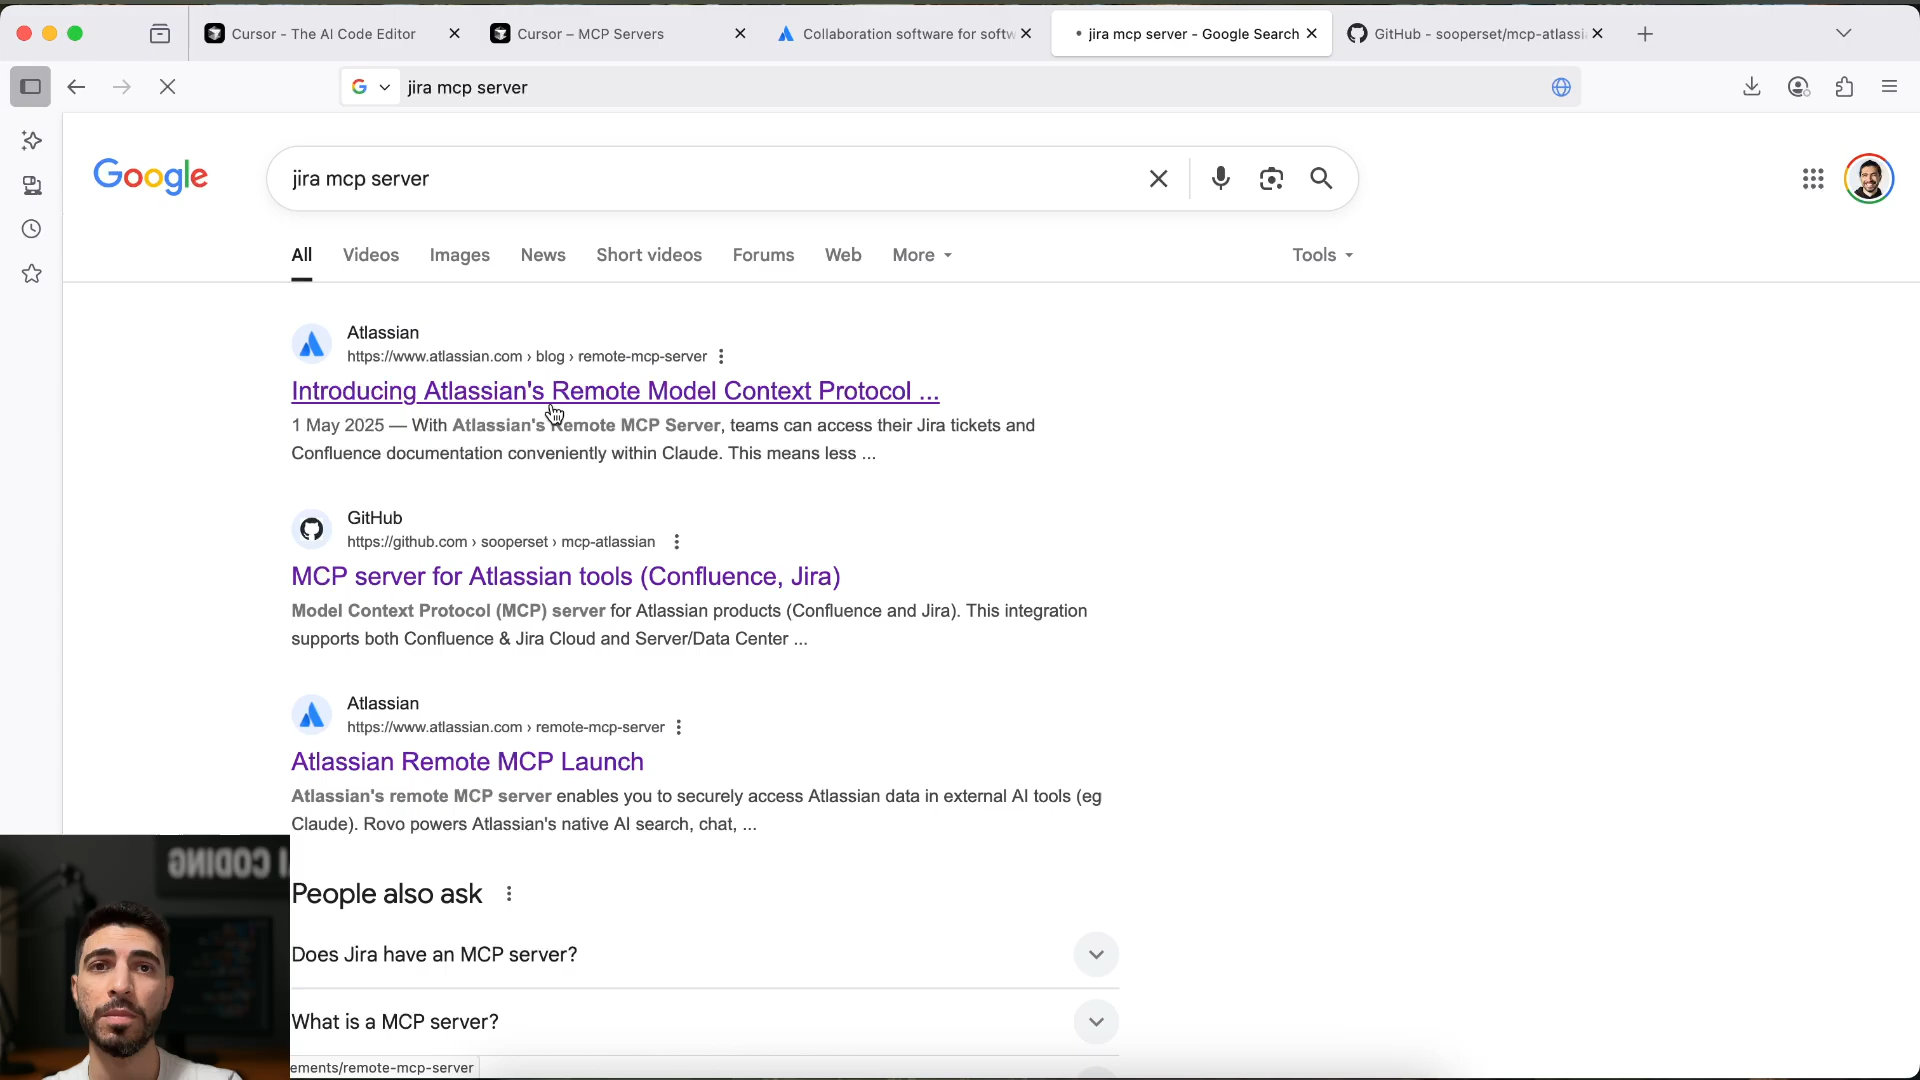 Cursor - The AI Code Editor
Cursor – MCP Servers
Collaboration software for softw
jira mcp server - Google Search
GitHub - sooperset/mcp-atlassi
G
jira mcp server
Google
jira mcp server
All
Videos
Images
News
Short videos
Forums
Web
More
Tools
Atlassian
https://www.atlassian.com › blog › remote-mcp-server
Introducing Atlassian's Remote Model Context Protocol ...
1 May 2025 — With Atlassian's Remote MCP Server, teams can access their Jira tickets and
Confluence documentation conveniently within Claude. This means less ...
GitHub
https://github.com › sooperset › mcp-atlassian
MCP server for Atlassian tools (Confluence, Jira)
Model Context Protocol (MCP) server for Atlassian products (Confluence and Jira). This integration
supports both Confluence & Jira Cloud and Server/Data Center ...
Atlassian
https://www.atlassian.com › remote-mcp-server
Atlassian Remote MCP Launch
Atlassian's remote MCP server enables you to securely access Atlassian data in external AI tools (eg
Claude). Rovo powers Atlassian's native AI search, chat, ...
AI CODING
People also ask
Does Jira have an MCP server?
What is a MCP server?
ements/remote-mcp-server